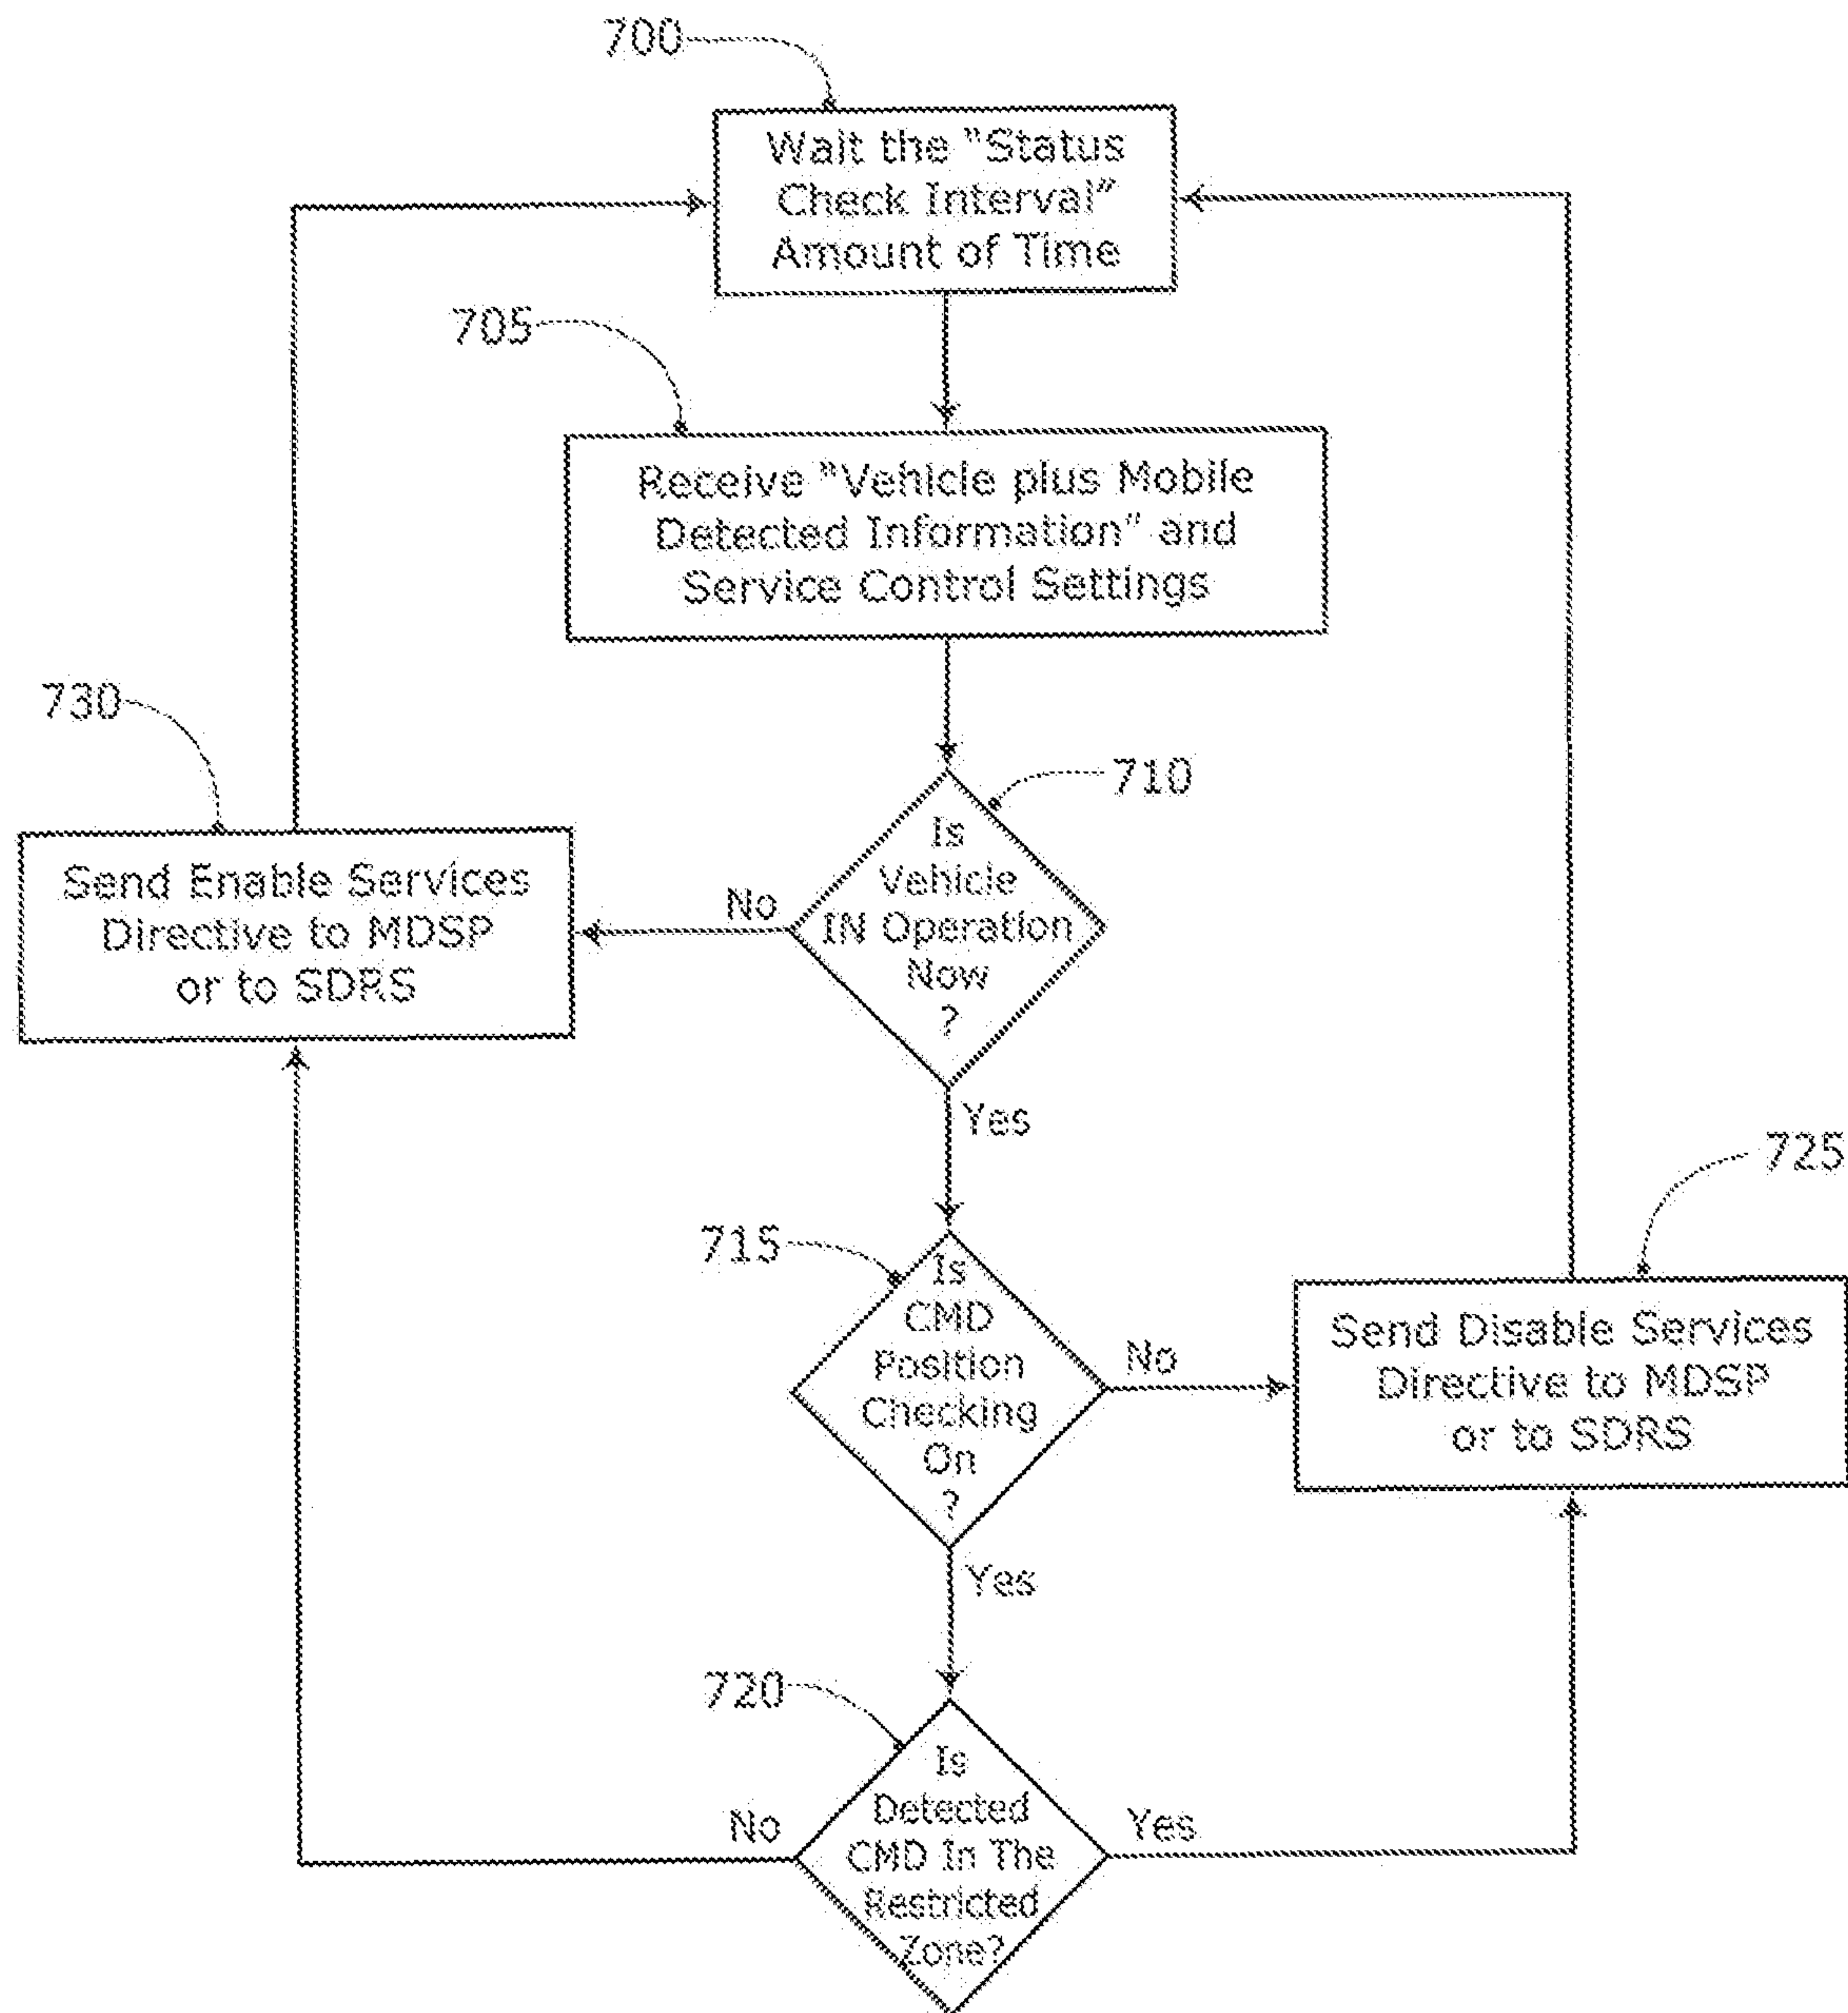 700
Wait the "Status
Check Interval"
Amount of Time
705
Receive "Vehicle plus Mobile
Detected Information" and
Service Control Settings
730
Send Enable Services
Directive to MDSP
or to SDRS
710
Is
Vehicle
IN Operation
Now
?
No
Yes
715
Is
CMD
Position
Checking
On
?
No
Yes
725
Send Disable Services
Directive to MDSP
or to SDRS
720
Is
Detected
CMD In The
Restricted
Zone?
No
Yes